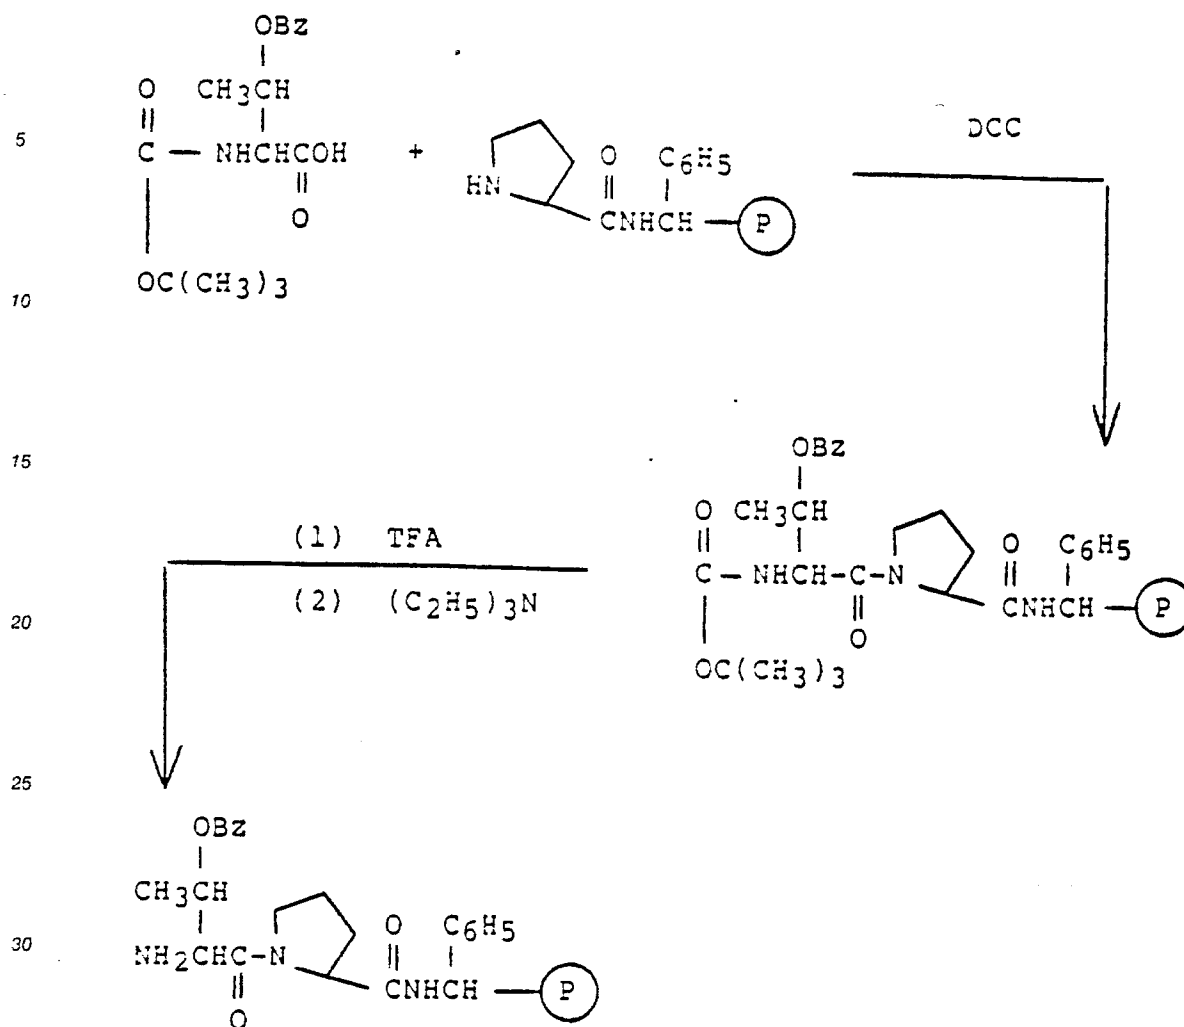 OBz
O CH3CH
5
C — NHCHCOH + HN O C6H5 DCC
O CNHCH — P
OC(CH3)3
10
15
OBz
(1) TFA
O CH3CH O C6H5
C — NHCH — C — N
(2) (C2H5)3N
CNHCH — P
20
O
OC(CH3)3
25
OBz
CH3CH
O C6H5
30
NH2CHC — N
CNHCH — P
O